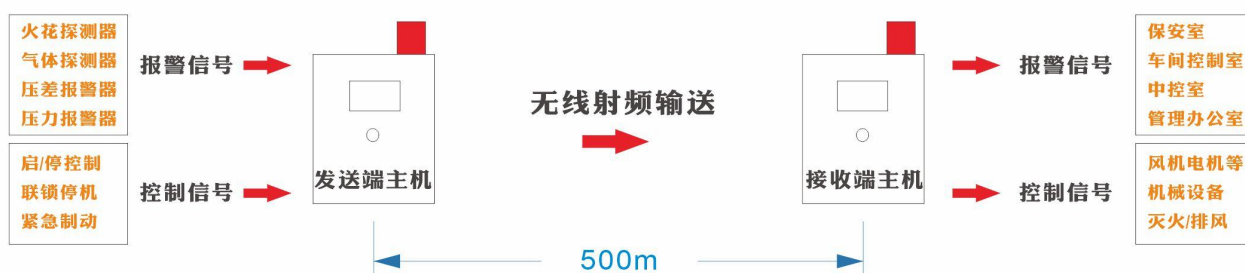 火花探测器
气体探测器
压差报警器
压力报警器
报警信号
启/停控制
联锁停机
紧急制动
控制信号
发送端主机
无线射频输送
500m
接收端主机
报警信号
保安室
车间控制室
中控室
管理办公室
控制信号
风机电机等
机械设备
灭火/排风